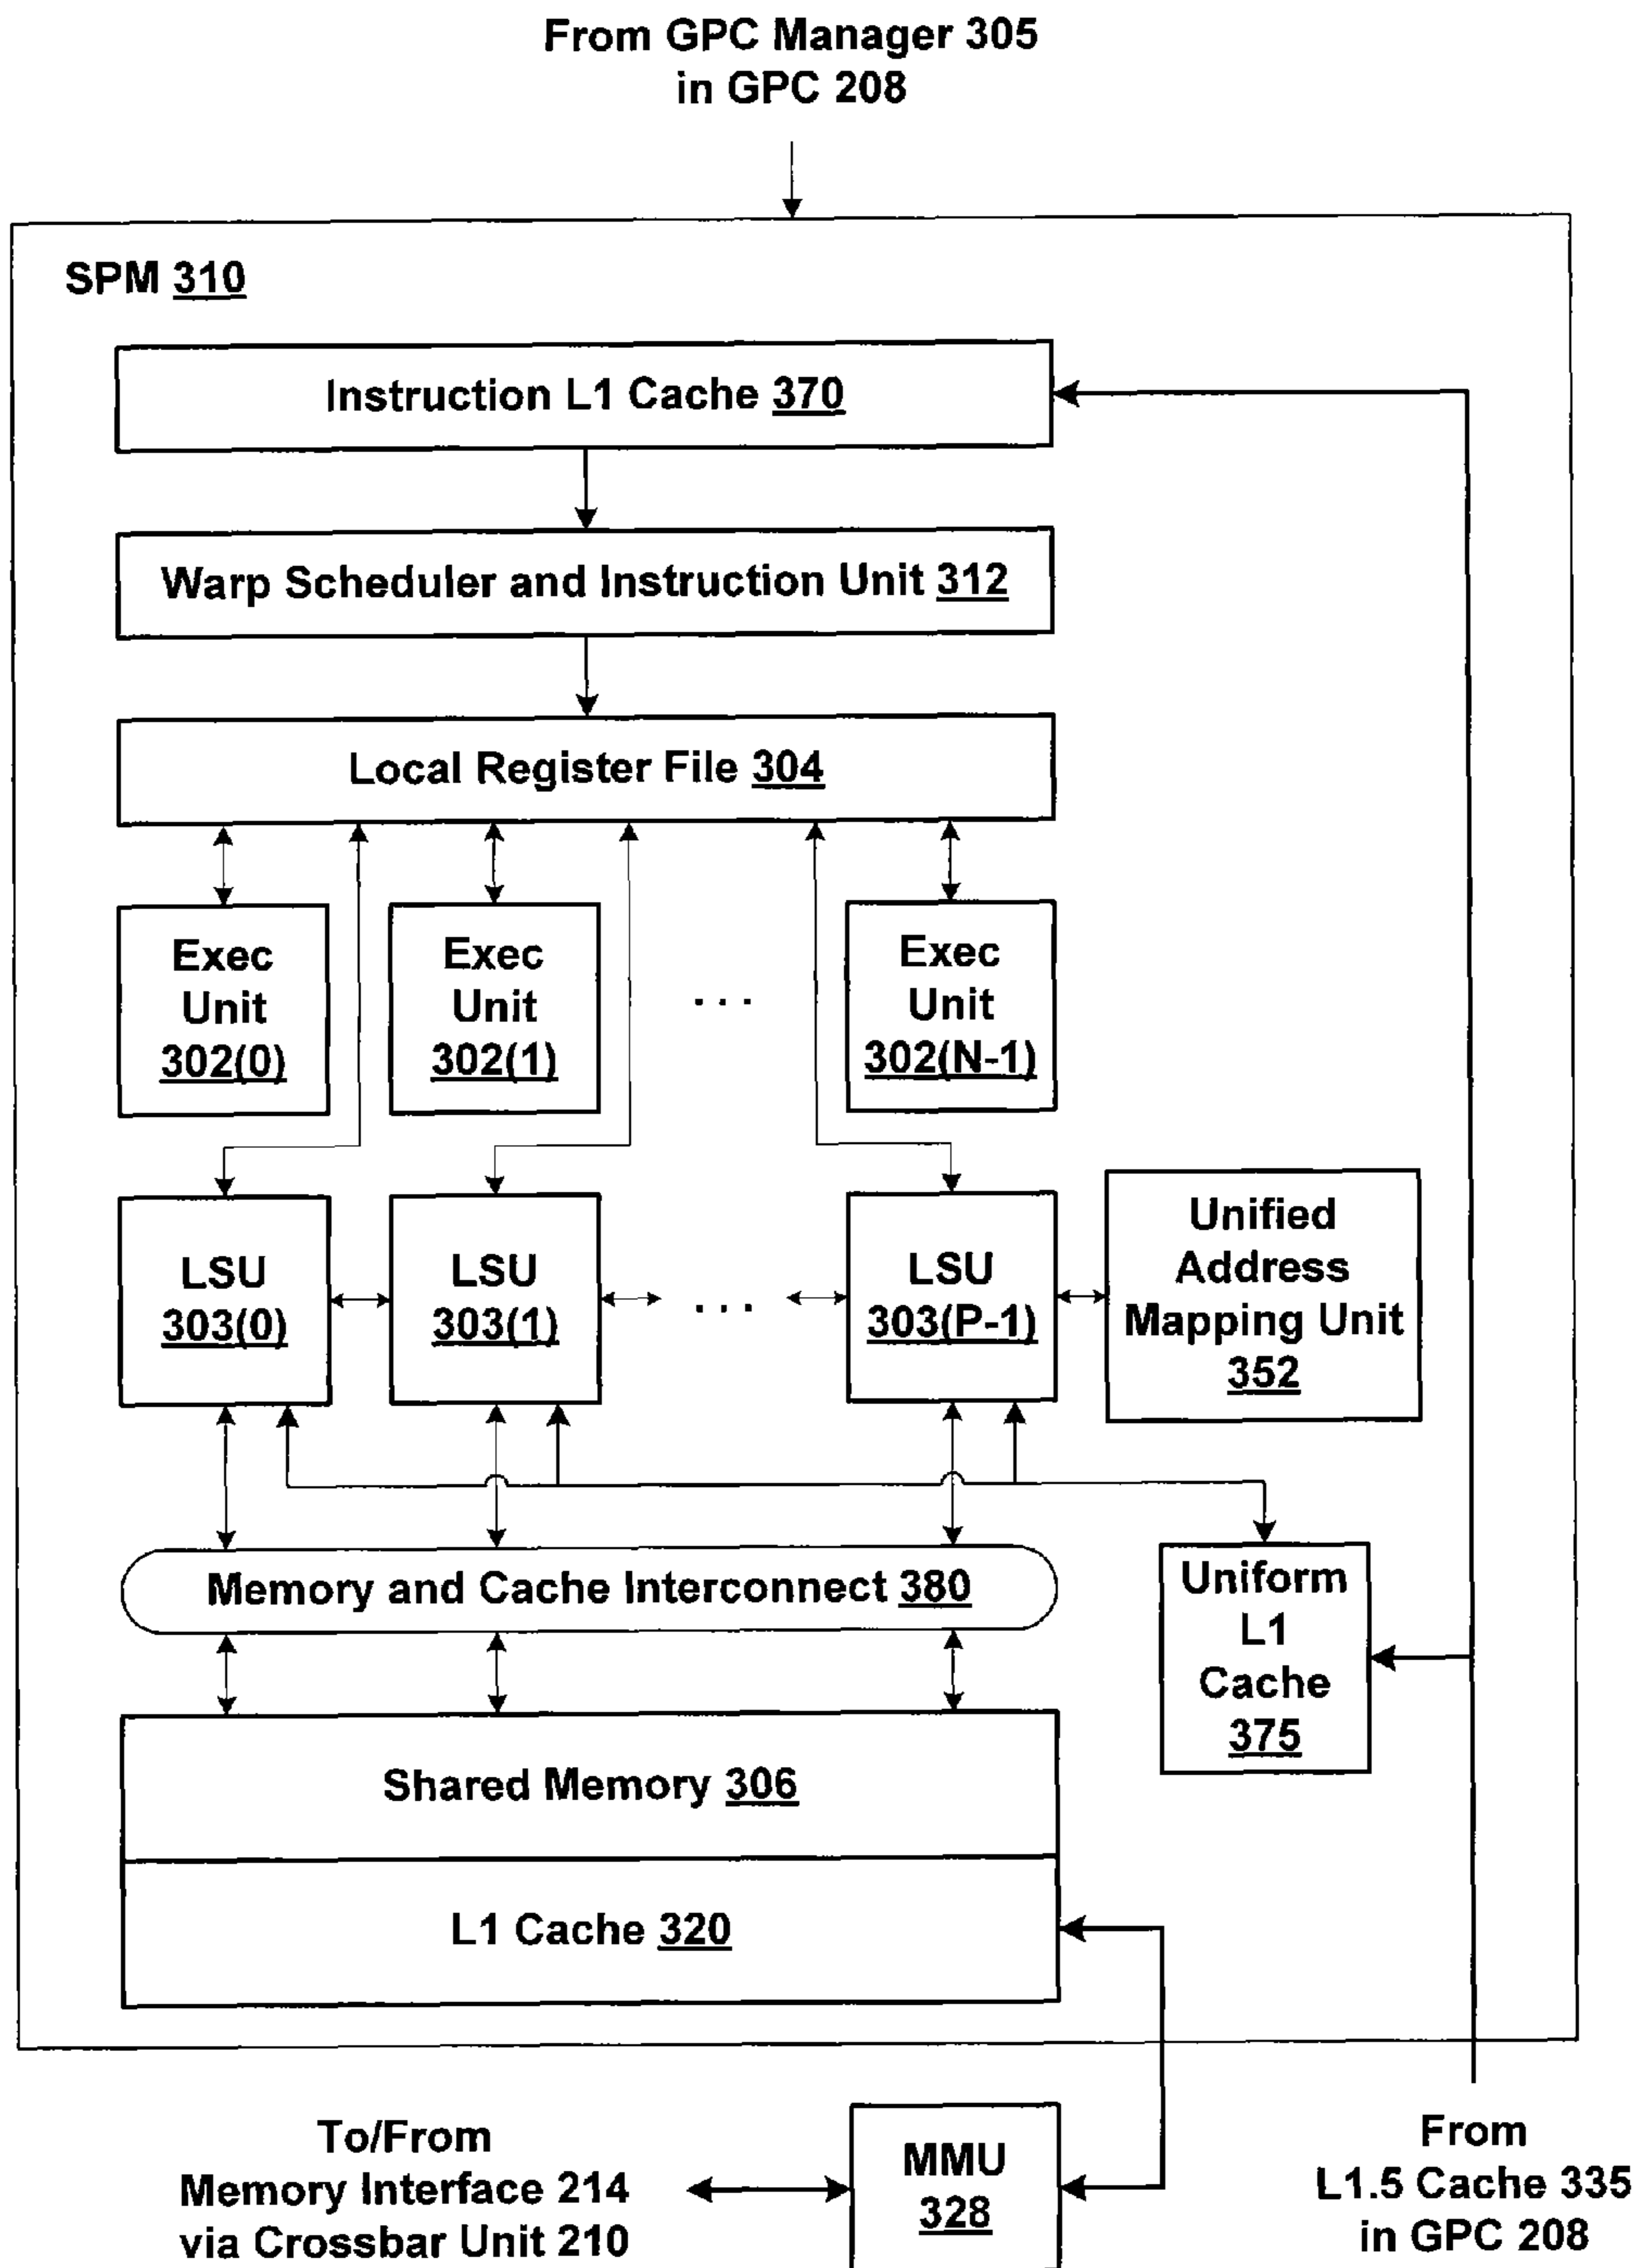 From GPC Manager 305
in GPC 208
SPM 310
Instruction L1 Cache 370
Warp Scheduler and Instruction Unit 312
Local Register File 304
Exec
Unit
302(0)
Exec
Unit
302(1)
. . .
Exec
Unit
302(N-1)
LSU
303(0)
LSU
303(1)
. . .
LSU
303(P-1)
Unified
Address
Mapping Unit
352
Memory and Cache Interconnect 380
Uniform
L1
Cache
375
Shared Memory 306
L1 Cache 320
To/From
Memory Interface 214
via Crossbar Unit 210
MMU
328
From
L1.5 Cache 335
in GPC 208